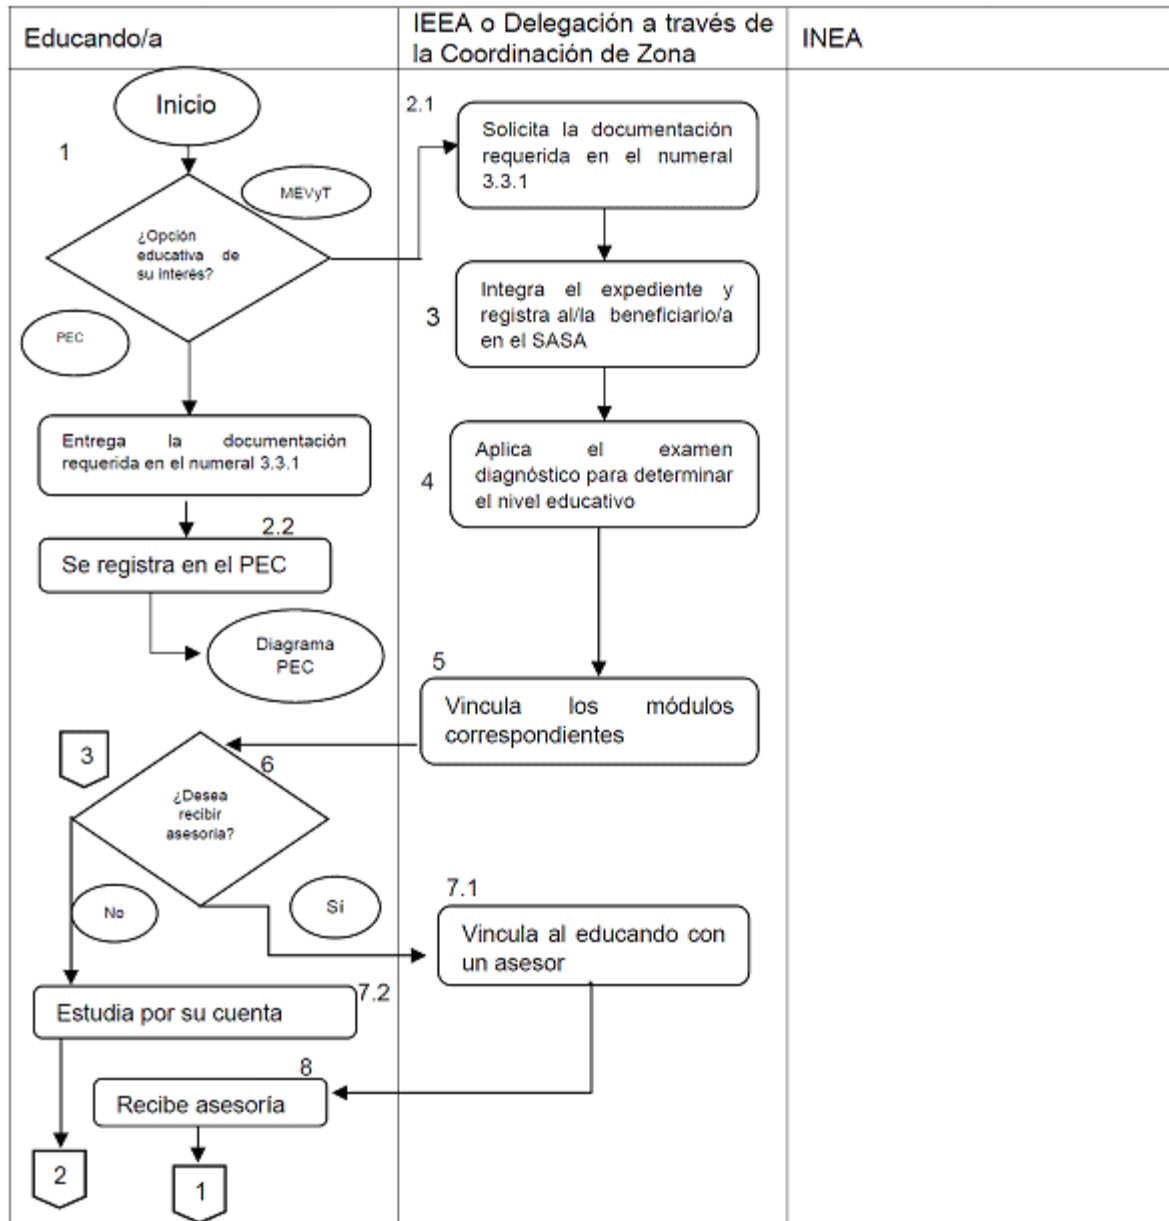 Educando/a
IEEA o Delegación a través de
la Coordinación de Zona
INEA
Inicio
1
MEVyT
¿Opción
educativa de
su interés?
PEC
2.1
Solicita la documentación
requerida en el numeral
3.3.1
3
Integra el expediente y
registra al/la beneficiario/a
en el SASA
Entrega la documentación
requerida en el numeral 3.3.1
4
Aplica el examen
diagnóstico para determinar
el nivel educativo
2.2
Se registra en el PEC
Diagrama
PEC
5
Vincula los módulos
correspondientes
3
6
¿Desea
recibir
asesoría?
No
Sí
7.1
Vincula al educando con
un asesor
7.2
Estudia por su cuenta
8
Recibe asesoría
2
1